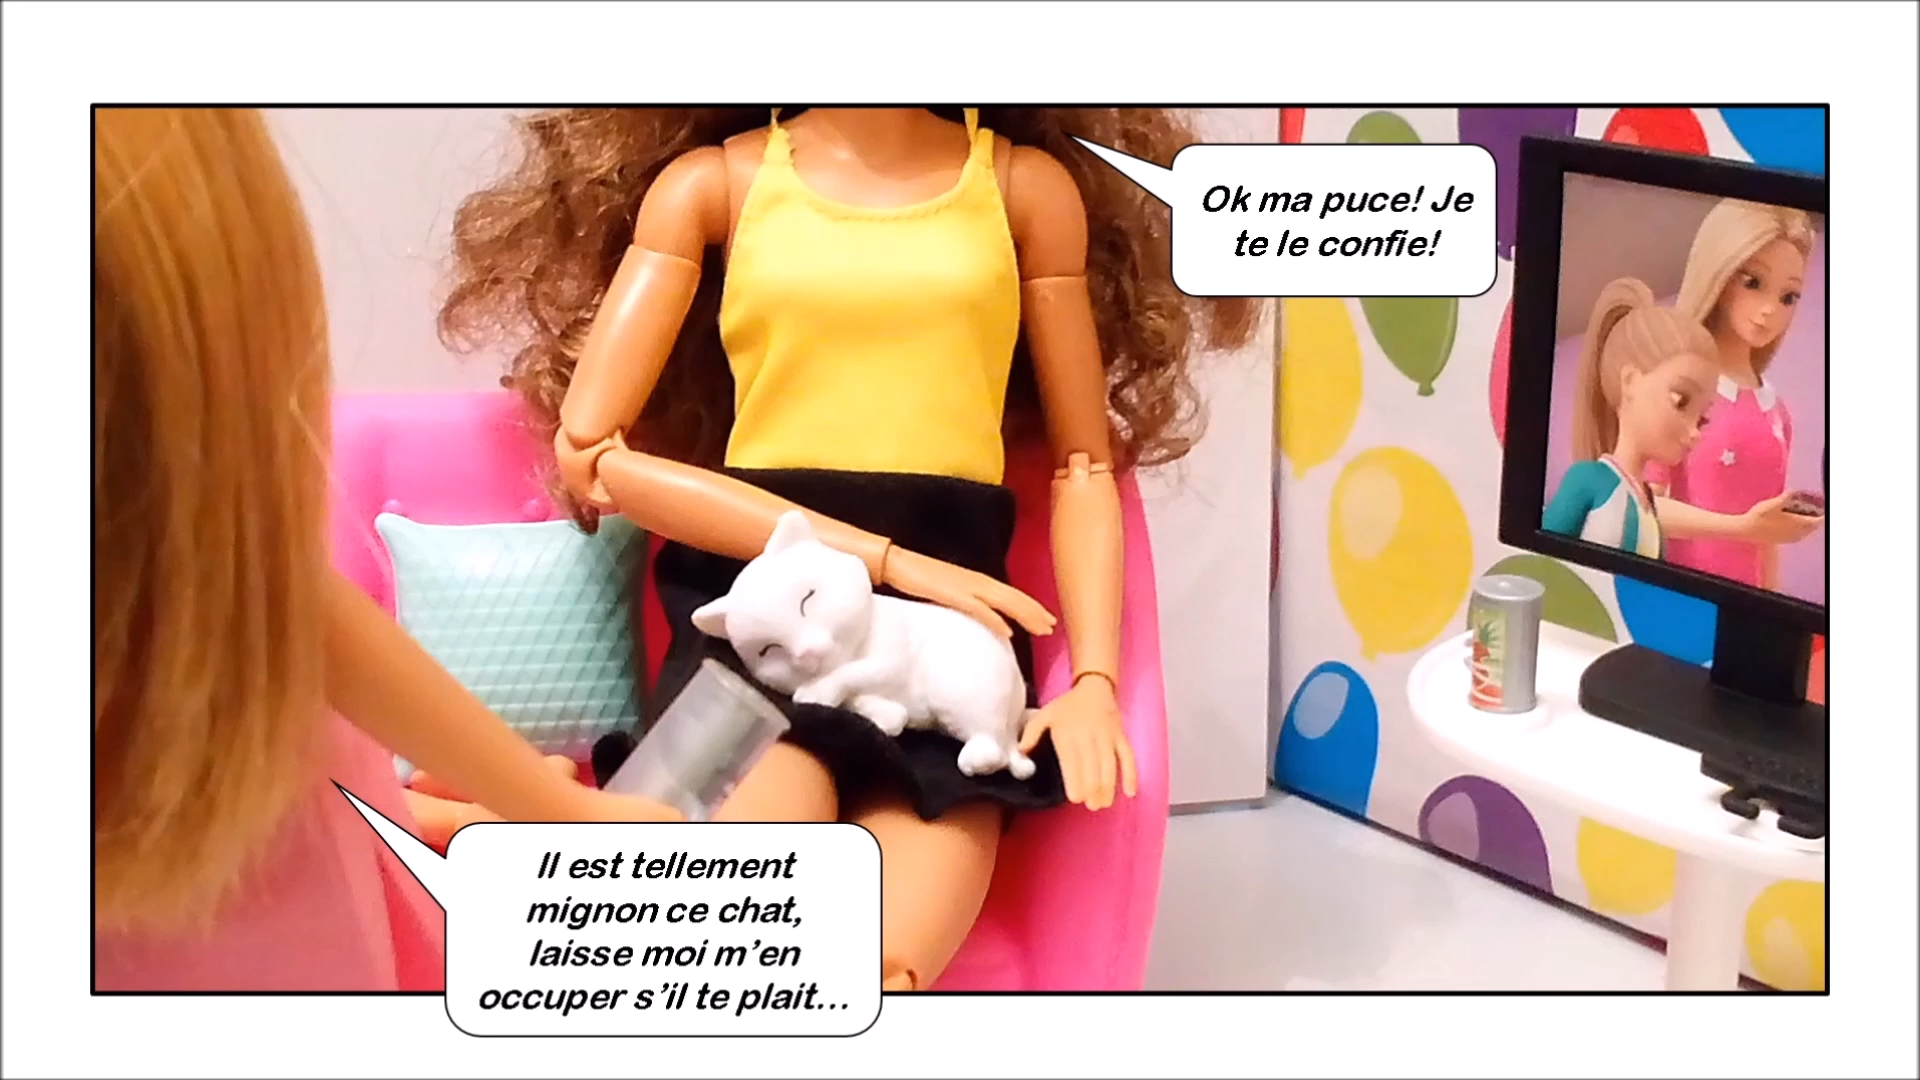 Ok ma puce! Je
te le confie!
Il est tellement
mignon ce chat,
laisse moi m’en
occuper s’il te plait...